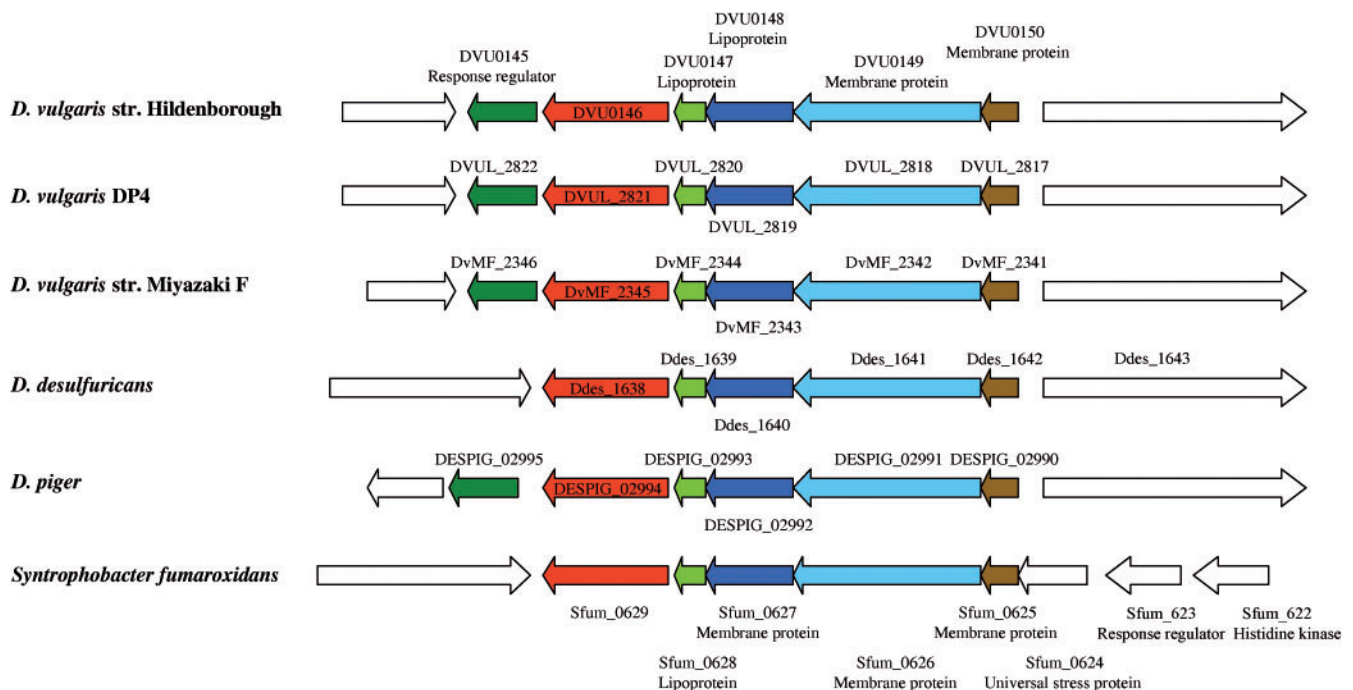 DVU0148
Lipoprotein
DVU0150
Membrane protein
DVU0145
Response regulator
DVU0147
Lipoprotein
DVU0149
Membrane protein
D. vulgaris str. Hildenborough
DVU0146
DVUL_2822
DVUL_2820
DVUL_2818
DVUL_2817
D. vulgaris DP4
DVUL_2821
DVUL_2819
DvMF_2346
DvMF_2344
DvMF_2342
DvMF_2341
D. vulgaris str. Miyazaki F
DvMF_2345
DvMF_2343
Ddes_1639
Ddes_1641
Ddes_1642
Ddes_1643
D. desulfuricans
Ddes_1638
Ddes_1640
DESPIG_02995
DESPIG_02993
DESPIG_02991
DESPIG_02990
D. piger
DESPIG_02994
DESPIG_02992
Syntrophobacter fumaroxidans
Sfum_0629
Sfum_0627
Membrane protein
Sfum_0625
Membrane protein
Sfum_623
Response regulator
Sfum_622
Histidine kinase
Sfum_0628
Lipoprotein
Sfum_0626
Membrane protein
Sfum_0624
Universal stress protein